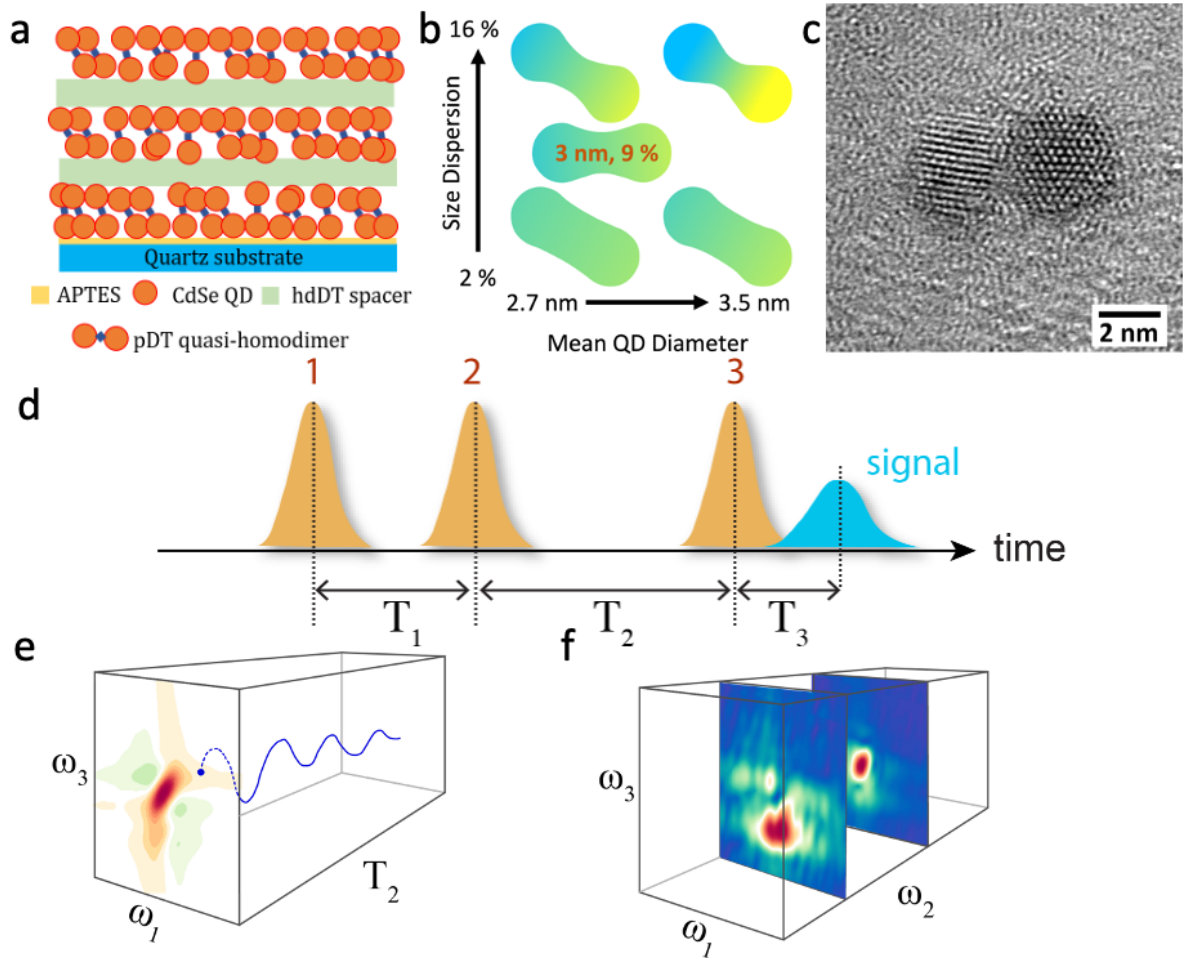 a
Quartz substrate
APTES CdSe QD hdDT spacer
pDT quasi-homodimer
b
16 %
Size Dispersion
3 nm, 9 %
2 %
2.7 nm 3.5 nm
Mean QD Diameter
c
2 nm
d
1 2 3
signal
time
T1 T2 T3
e
ω3
ω1
T2
f
ω3
ω1
ω2